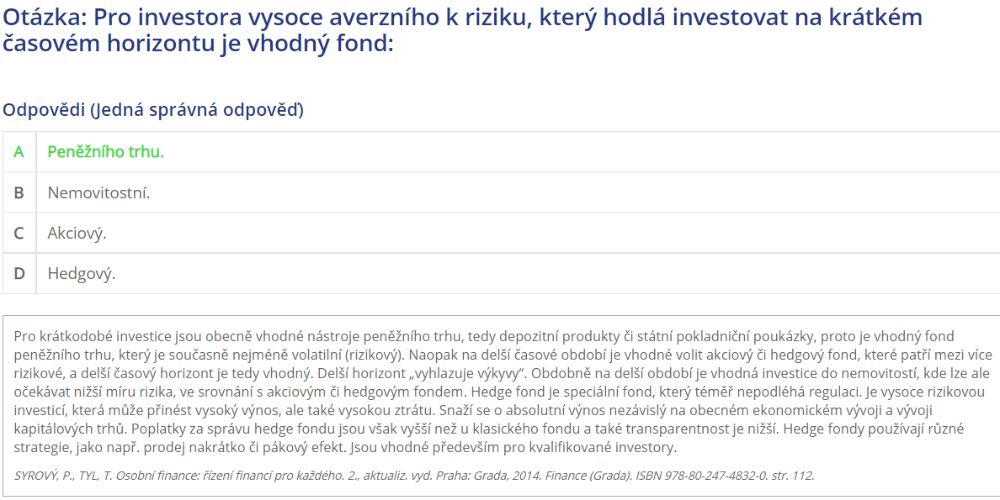 Otázka: Pro investora vysoce averzního k riziku, který hodlá investovat na krátkém
časovém horizontu je vhodný fond:
Odpovědi (Jedná správná odpověď)
A Peněžního trhu.
B Nemovitostní.
C Akciový.
D Hedgový.
Pro krátkodobé investice jsou obecně vhodné nástroje peněžního trhu, tedy depozitní produkty či státní pokladniční poukázky, proto je vhodný fond
peněžního trhu, který je současně nejméně volatilní (rizikový). Naopak na delší časové období je vhodné volit akciový či hedgový fond, které patří mezi více
rizikové, a delší časový horizont je tedy vhodný. Delší horizont „vyhlazuje výkyvy“. Obdobně na delší období je vhodná investice do nemovitostí, kde lze ale
očekávat nižší míru rizika, ve srovnání s akciovým či hedgovým fondem. Hedge fond je speciální fond, který téměř nepodléhá regulaci. Je vysoce rizikovou
investicí, která může přinést vysoký výnos, ale také vysokou ztrátu. Snaží se o absolutní výnos nezávislý na obecném ekonomickém vývoji a vývoji
kapitálových trhů. Poplatky za správu hedge fondu jsou však vyšší než u klasického fondu a také transparentnost je nižší. Hedge fondy používají různé
strategie, jako např. prodej nakrátko či pákový efekt. Jsou vhodné především pro kvalifikované investory.
SYROVÝ, P., TYL, T. Osobní finance: řízení financí pro každého. 2., aktualiz. vyd. Praha: Grada, 2014. Finance (Grada). ISBN 978-80-247-4832-0. str. 112.